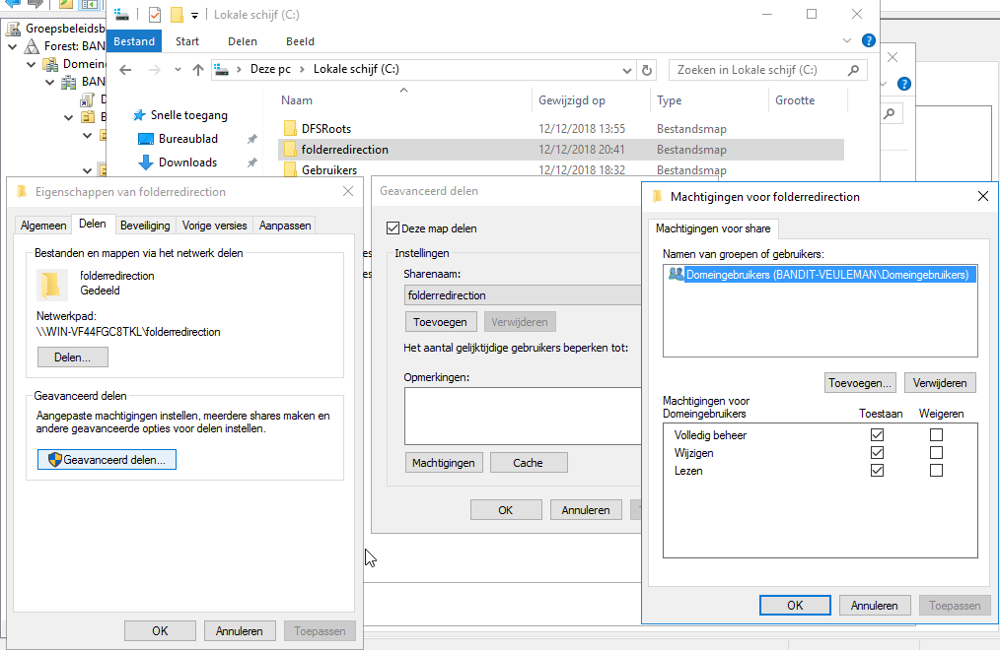 Lokale schijf (C:)
Bestand Start Delen Beeld
Deze pc Lokale schijf (C:)
Zoeken in Lokale schijf (C:)
Groepsbeleidsb
Forest: BAN
Domein
BAN
Naam Gewijzigd op Type Grootte
Snelle toegang
Bureaublad
Downloads
DFSRoots 12/12/2018 13:55 Bestandsmap
folderredirection 12/12/2018 20:41 Bestandsmap
Gebruikers 12/12/2018 18:32 Bestandsmap
Eigenschappen van folderredirection
Algemeen Delen Beveiliging Vorige versies Aanpassen
Bestanden en mappen via het netwerk delen
folderredirection
Gedeeld
Netwerkpad:
\\WIN-VF44FGC8TKL\folderredirection
Delen...
Geavanceerd delen
Aangepaste machtigingen instellen, meerdere shares maken en
andere geavanceerde opties voor delen instellen.
Geavanceerd delen...
OK Annuleren Toepassen
Geavanceerd delen
Deze map delen
Instellingen
Sharenaam:
folderredirection
Toevoegen Verwijderen
Het aantal gelijktijdige gebruikers beperken tot:
Opmerkingen:
Machtigingen Cache
OK Annuleren
Machtigingen voor folderredirection
Machtigingen voor share
Namen van groepen of gebruikers:
Domeingebruikers (BANDIT-VEULEMAN\Domeingebruikers)
Toevoegen... Verwijderen
Machtigingen voor
Domeingebruikers Toestaan Weigeren
Volledig beheer
Wijzigen
Lezen
OK Annuleren Toepassen